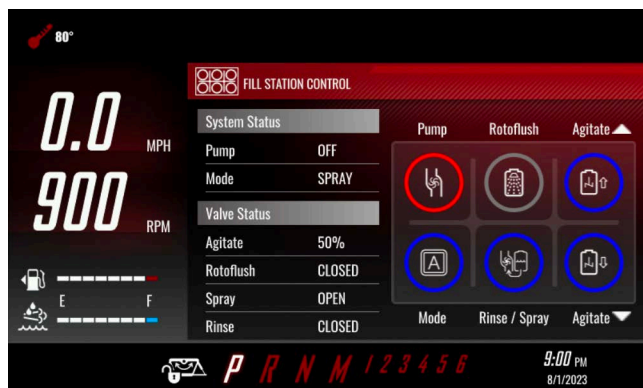 80°
FILL STATION CONTROL
0.0 MPH
900 RPM
System Status
Pump OFF
Mode SPRAY
Valve Status
Agitate 50%
Rotoflush CLOSED
Spray OPEN
Rinse CLOSED
Pump Rotoflush Agitate
A
Mode Rinse / Spray Agitate
E F
P R N M 1 2 3 4 5 6
9:00 PM
8/1/2023